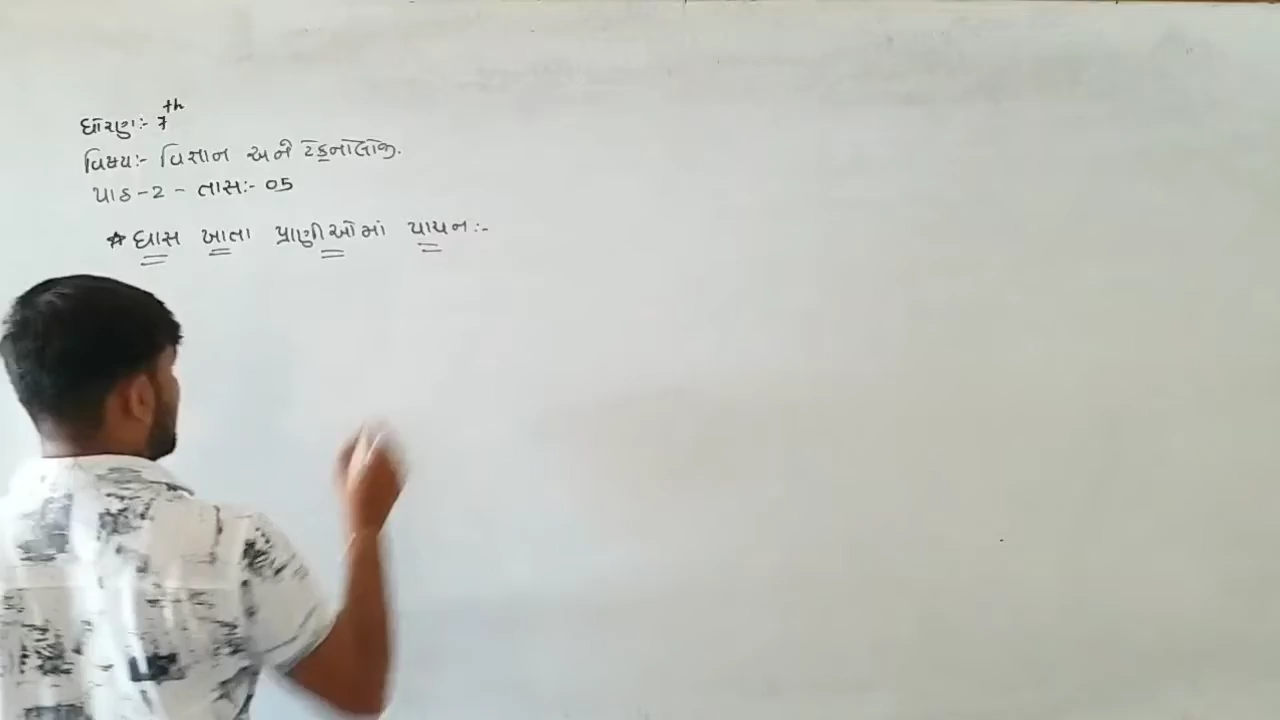 ધોરણ:- 7th
વિષય:- વિજ્ઞાન અને ટેકનોલોજી.
પાઠ-2 - તાસ:- 05
* ઘાસ ખાતા પ્રાણીઓમાં પાચન:-